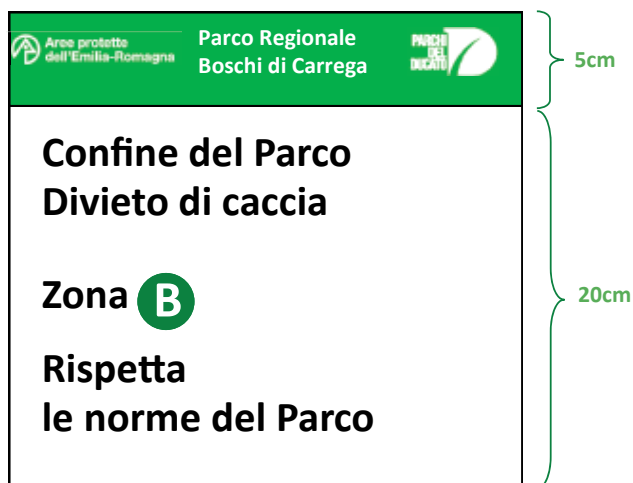 Aree protette
dell'Emilia-Romagna
Parco Regionale
Boschi di Carrega
PARCHI
DEL
DUCATO
5cm
Confine del Parco
Divieto di caccia
Zona B
Rispetta
le norme del Parco
20cm